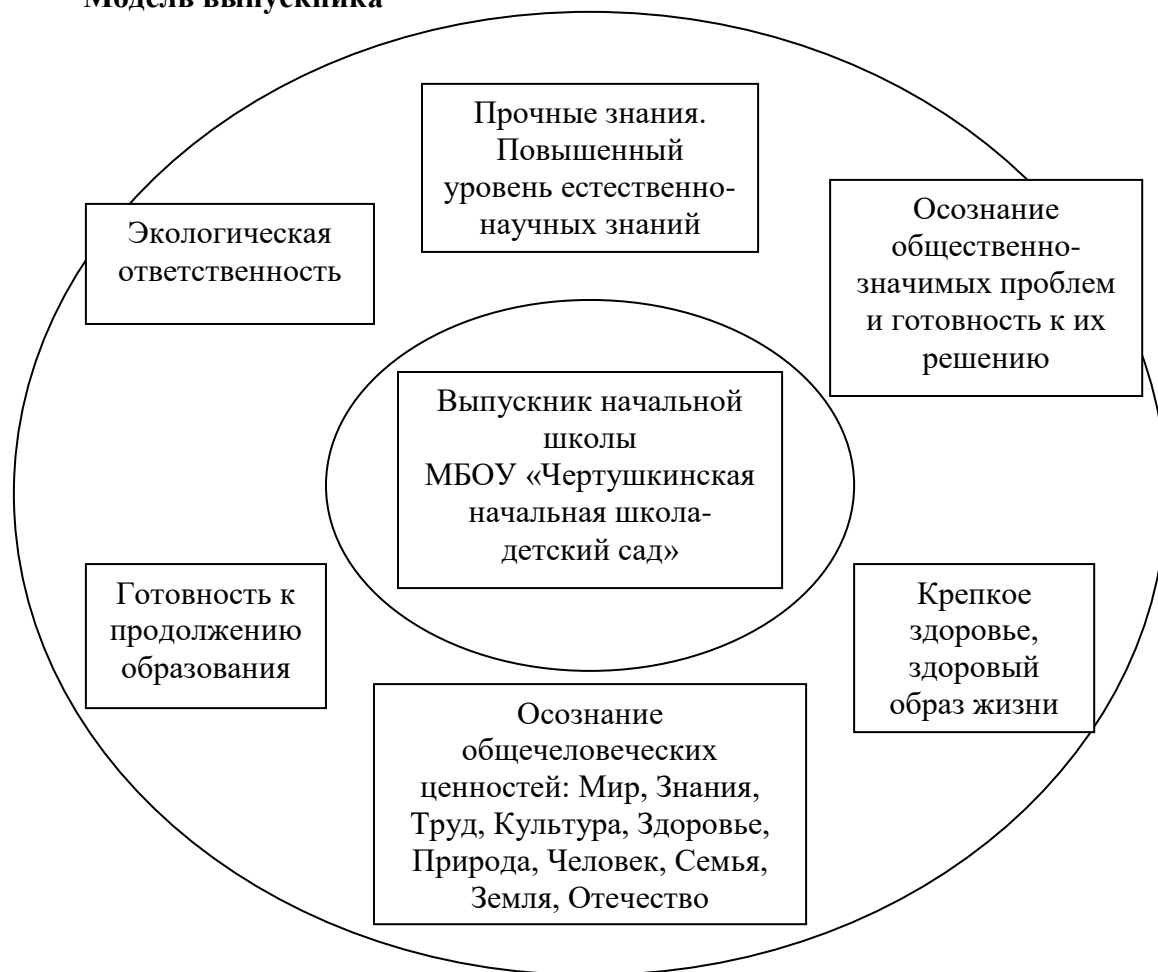 Модель выпускника
Прочные знания.
Повышенный
уровень естественно-
научных знаний
Экологическая
ответственность
Осознание
общественно-
значимых проблем
и готовность к их
решению
Выпускник начальной
школы
МБОУ «Чертушкинская
начальная школа-
детский сад»
Готовность к
продолжению
образования
Крепкое
здоровье,
здоровый
образ жизни
Осознание
общечеловеческих
ценностей: Мир, Знания,
Труд, Культура, Здоровье,
Природа, Человек, Семья,
Земля, Отечество